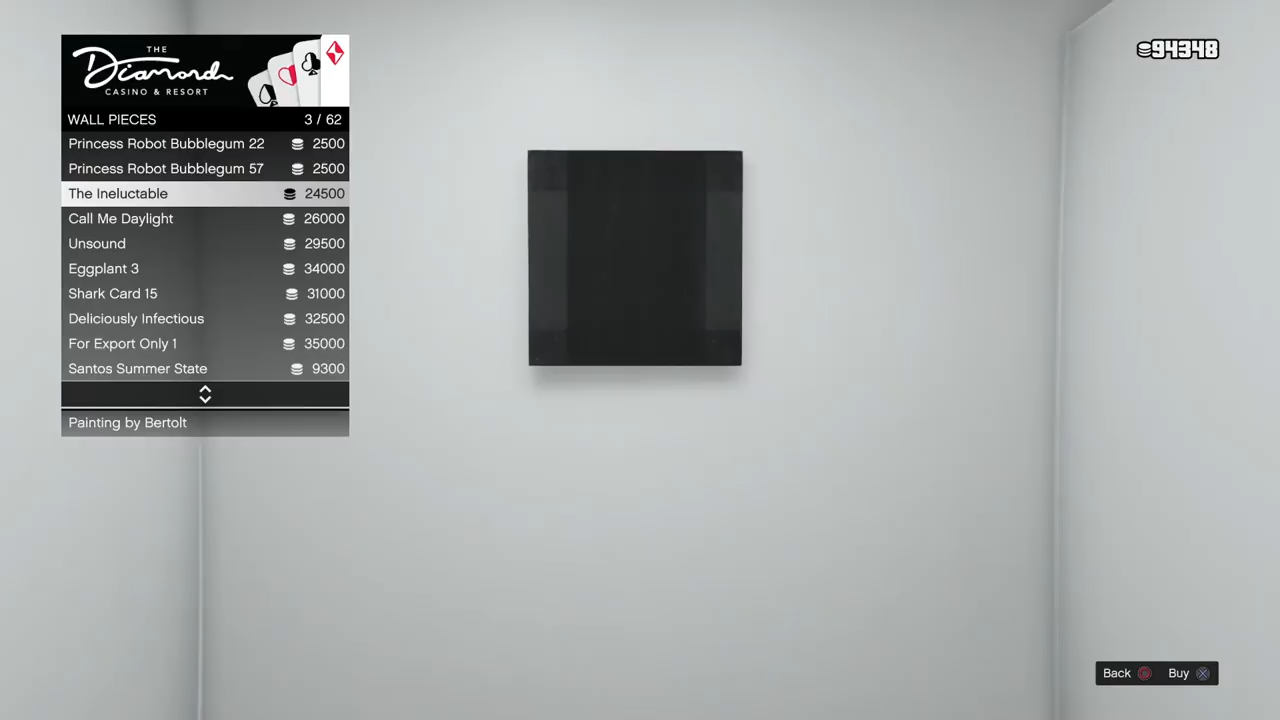 THE
Diamond
CASINO & RESORT
94348
WALL PIECES 3 / 62
Princess Robot Bubblegum 22 2500
Princess Robot Bubblegum 57 2500
The Ineluctable 24500
Call Me Daylight 26000
Unsound 29500
Eggplant 3 34000
Shark Card 15 31000
Deliciously Infectious 32500
For Export Only 1 35000
Santos Summer State 9300
Painting by Bertolt
Back Buy